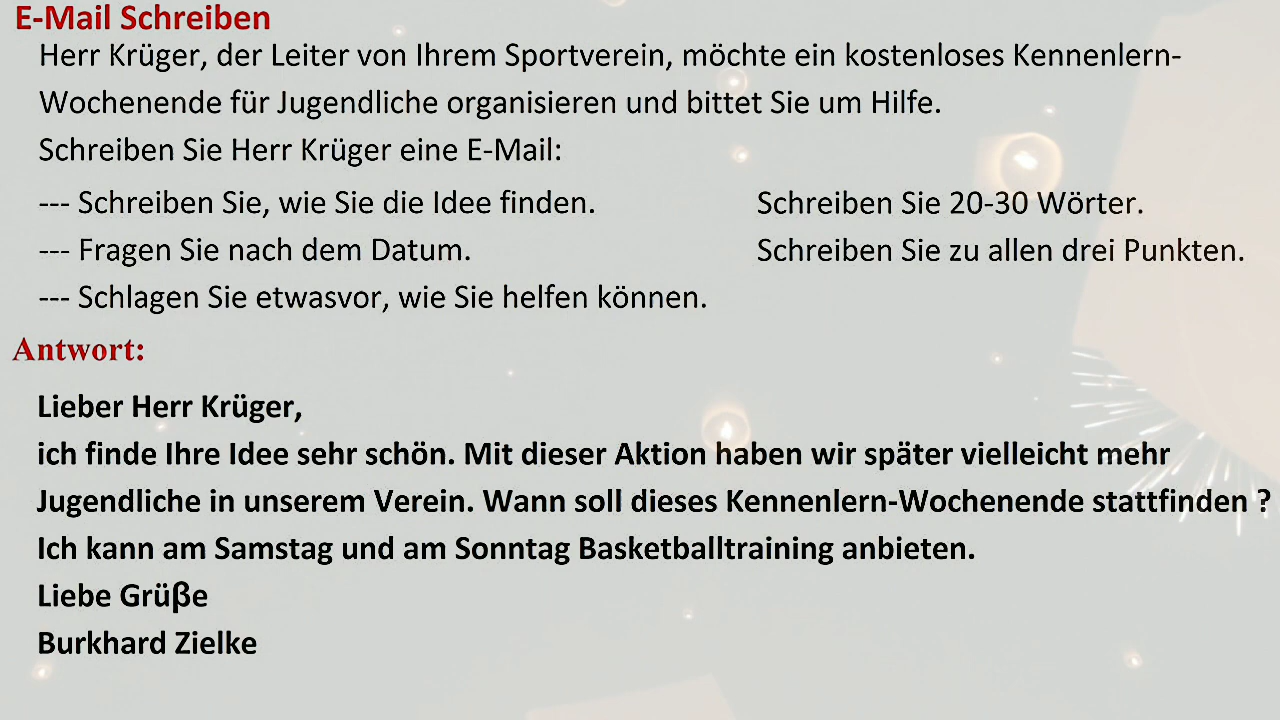 E-Mail Schreiben
Herr Krüger, der Leiter von Ihrem Sportverein, möchte ein kostenloses Kennenlern-
Wochenende für Jugendliche organisieren und bittet Sie um Hilfe.
Schreiben Sie Herr Krüger eine E-Mail:
--- Schreiben Sie, wie Sie die Idee finden.
Schreiben Sie 20-30 Wörter.
--- Fragen Sie nach dem Datum.
Schreiben Sie zu allen drei Punkten.
--- Schlagen Sie etwasvor, wie Sie helfen können.
Antwort:
Lieber Herr Krüger,
ich finde Ihre Idee sehr schön. Mit dieser Aktion haben wir später vielleicht mehr
Jugendliche in unserem Verein. Wann soll dieses Kennenlern-Wochenende stattfinden ?
Ich kann am Samstag und am Sonntag Basketballtraining anbieten.
Liebe Grüβe
Burkhard Zielke